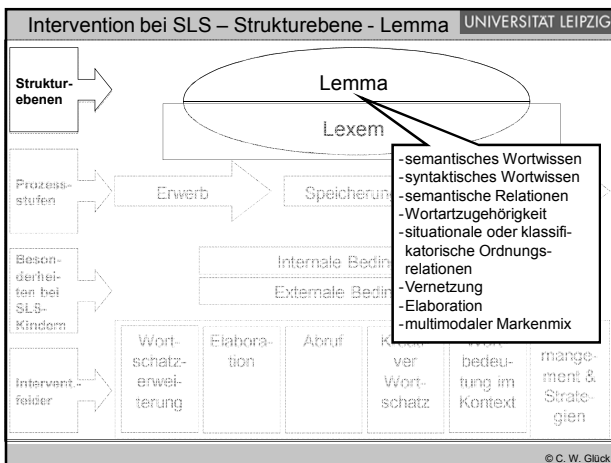 Intervention bei SLS – Strukturebene - Lemma
UNIVERSITÄT LEIPZIG
Struktur-
ebenen
Lemma
Lexem
-semantisches Wortwissen
-syntaktisches Wortwissen
-semantische Relationen
-Wortartzugehörigkeit
-situationale oder klassifi-
katorische Ordnungs-
relationen
-Vernetzung
-Elaboration
-multimodaler Markenmix
Prozess-
stufen
Erwerb
Speicherung
Beson-
derhei-
ten bei
SLS-
Kindern
Internale Bedin
Externale Bedin
Intervent.-
felder
Wort-
schatz-
erwei-
terung
Elabora-
tion
Abruf
ver
Wort-
schatz
bedeu-
tung im
Kontext
mange-
ment &
Strate-
gien
© C. W. Glück